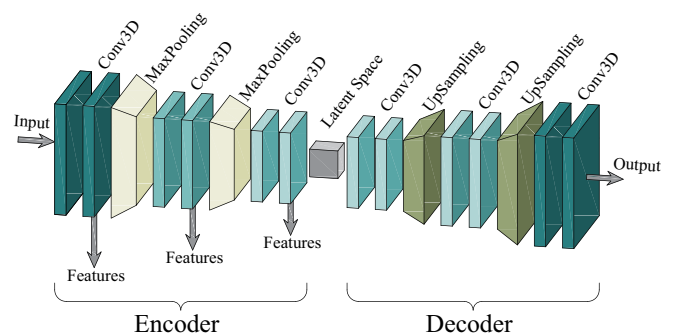 Conv3D
MaxPooling
Conv3D
MaxPooling
Conv3D
Latent Space
Conv3D
UpSampling
Conv3D
UpSampling
Conv3D
Input
Output
Features
Features
Features
Encoder
Decoder